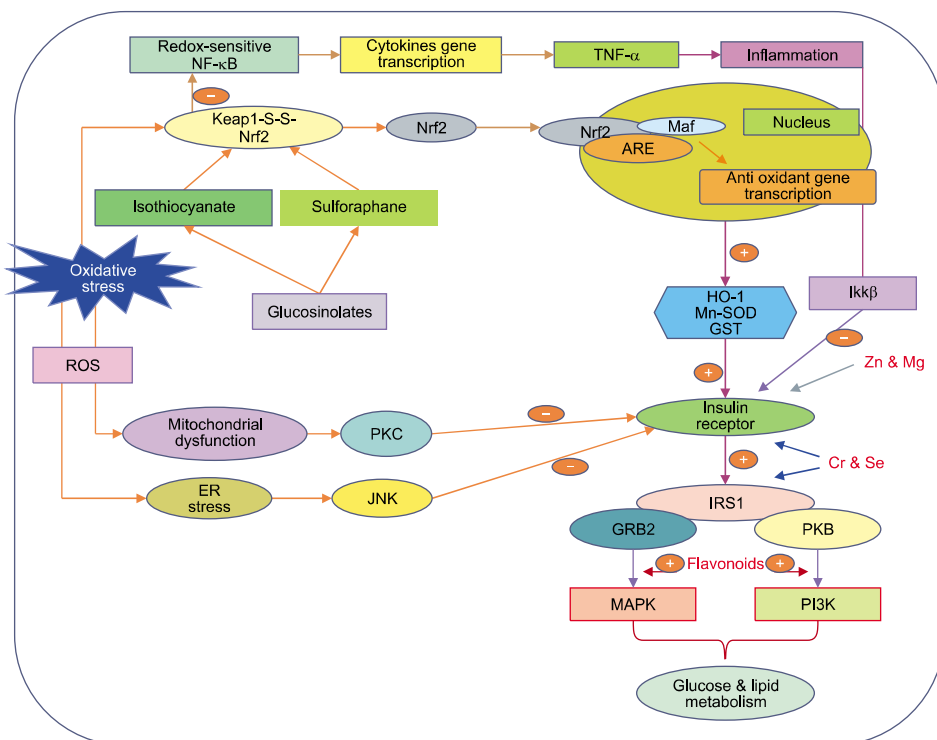 Redox-sensitive
NF-κB
Cytokines gene
transcription
TNF-α
Inflammation
−
Keap1-S-S-
Nrf2
Nrf2
Nrf2
Maf
ARE
Nucleus
Anti oxidant gene
transcription
Isothiocyanate
Sulforaphane
Oxidative
stress
Glucosinolates
+
HO-1
Mn-SOD
GST
Ikkβ
−
ROS
+
Zn & Mg
Mitochondrial
dysfunction
PKC
−
Insulin
receptor
−
+
Cr & Se
ER
stress
JNK
IRS1
GRB2
PKB
+
Flavonoids
+
MAPK
PI3K
Glucose & lipid
metabolism